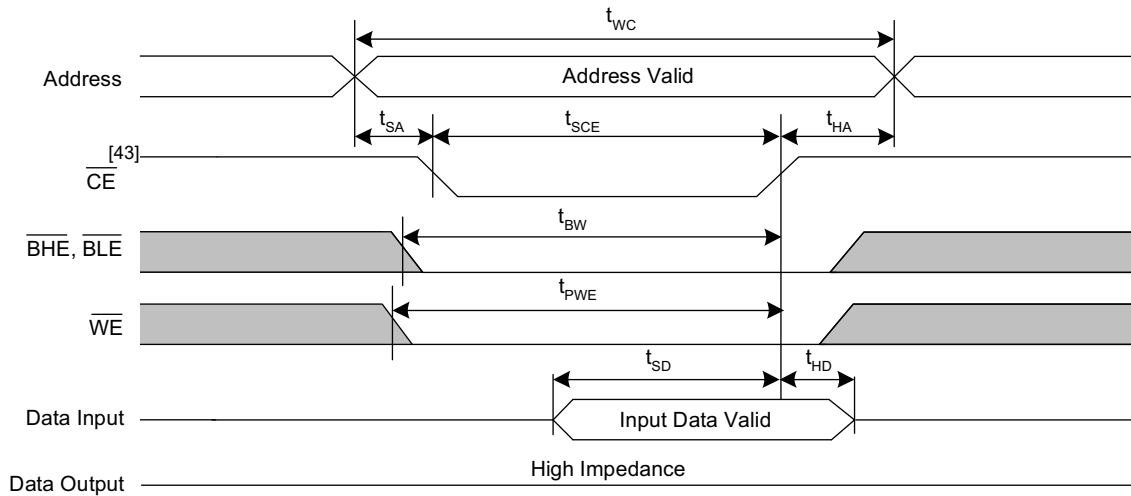 tWC
Address
Address Valid
tSA
tSCE
tHA
[43]
CE
tBW
BHE, BLE
tPWE
WE
tSD
tHD
Data Input
Input Data Valid
High Impedance
Data Output